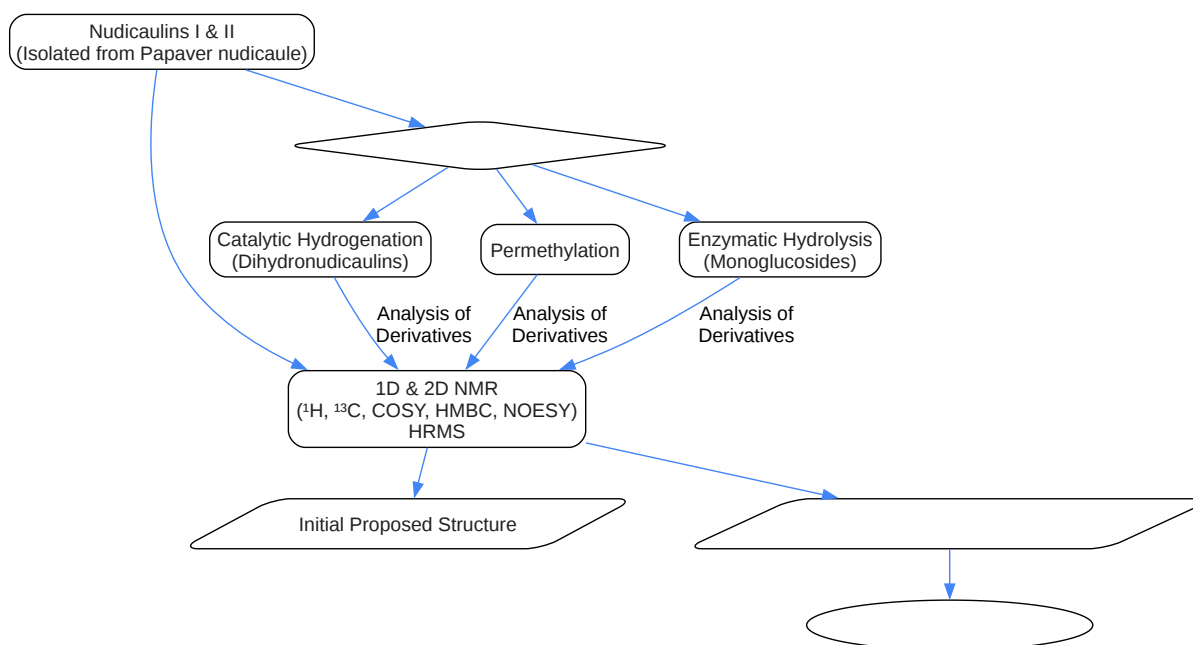 Nudicaulins I & II
(Isolated from Papaver nudicaule)
Catalytic Hydrogenation
(Dihydronudicaulins)
Permethylation
Enzymatic Hydrolysis
(Monoglucosides)
Analysis of
Derivatives
Analysis of
Derivatives
Analysis of
Derivatives
1D & 2D NMR
(¹H, ¹³C, COSY, HMBC, NOESY)
HRMS
Initial Proposed Structure